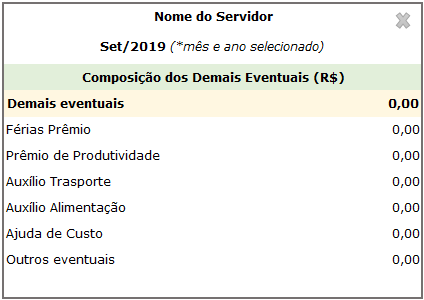 Nome do Servidor
Set/2019 (*mês e ano selecionado)
Composição dos Demais Eventuais (R$)
Demais eventuais 0,00
Férias Prêmio 0,00
Prêmio de Produtividade 0,00
Auxílio Trasporte 0,00
Auxílio Alimentação 0,00
Ajuda de Custo 0,00
Outros eventuais 0,00